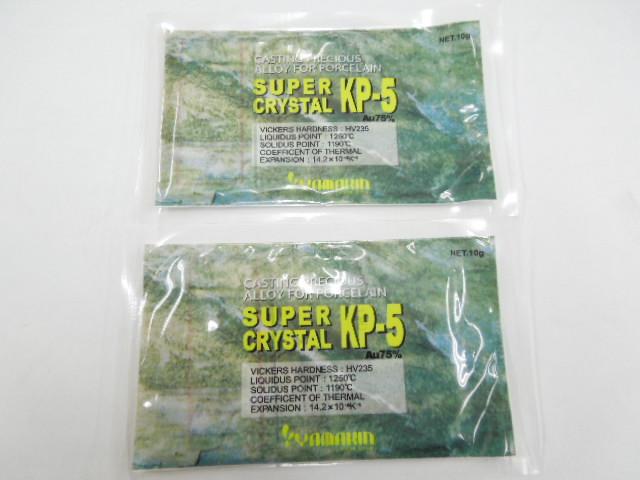 NET.10g
CASTING PRECIOUS
ALLOY FOR PORCELAIN
SUPER
CRYSTAL KP-5
Au75%
VICKERS HARDNESS : HV235
LIQUIDUS POINT : 1250℃
SOLIDUS POINT : 1190℃
COEFFICENT OF THERMAL
EXPANSION : 14.2×10⁻⁶K⁻¹
YAMAKIN
NET.10g
CASTING PRECIOUS
ALLOY FOR PORCELAIN
SUPER
CRYSTAL KP-5
Au75%
VICKERS HARDNESS : HV235
LIQUIDUS POINT : 1250℃
SOLIDUS POINT : 1190℃
COEFFICENT OF THERMAL
EXPANSION : 14.2×10⁻⁶K⁻¹
YAMAKIN